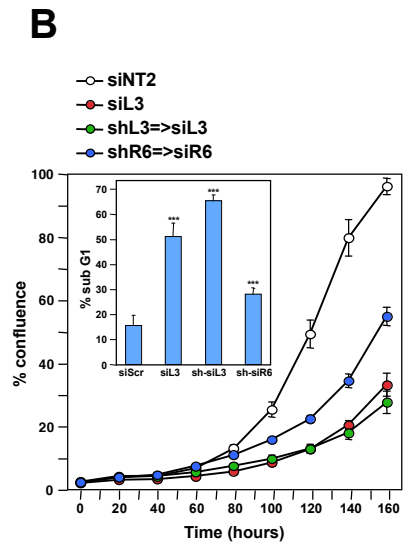 B
siNT2
siL3
shL3=>siL3
shR6=>siR6
100
80
60
40
20
0
% confluence
70
60
50
40
30
20
10
0
% sub G1
***
***
***
siScr siL3 sh-siL3 sh-siR6
0 20 40 60 80 100 120 140 160
Time (hours)